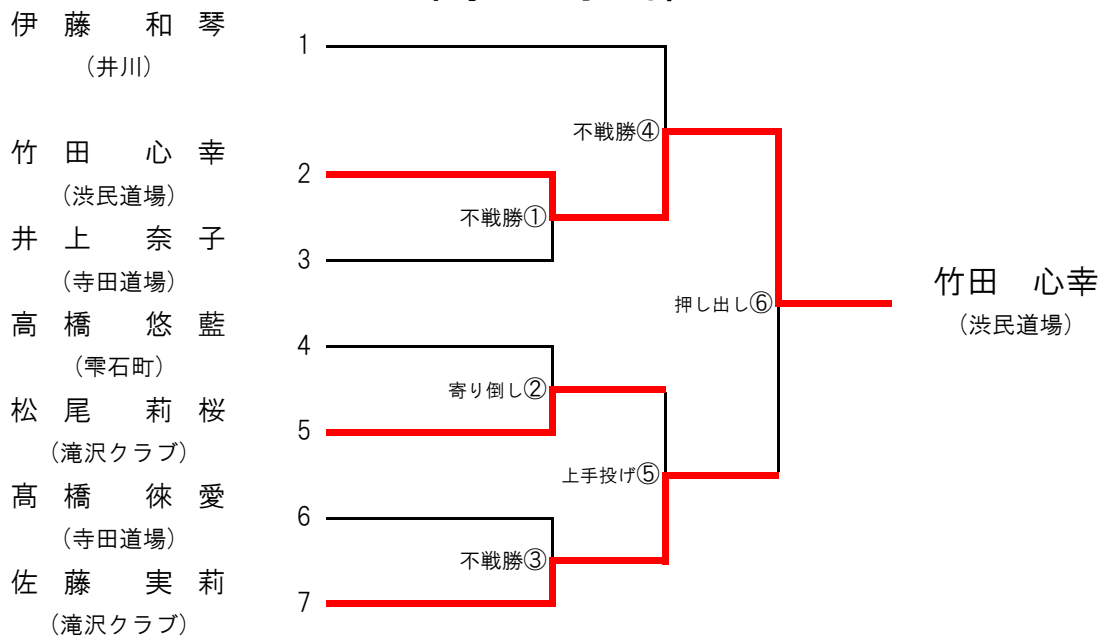 伊藤 和琴
（井川）
1
竹田 心幸
（渋民道場）
2
井上 奈子
（寺田道場）
3
高橋 悠藍
（雫石町）
4
松尾 莉桜
（滝沢クラブ）
5
髙橋 徠愛
（寺田道場）
6
佐藤 実莉
（滝沢クラブ）
7
不戦勝①
寄り倒し②
不戦勝③
不戦勝④
上手投げ⑤
押し出し⑥
竹田 心幸
（渋民道場）